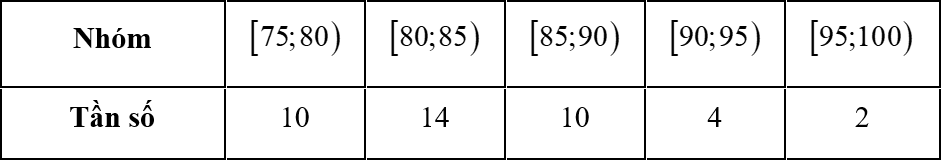 Nhóm [75;80) [80;85) [85;90) [90;95) [95;100)
Tần số 10 14 10 4 2